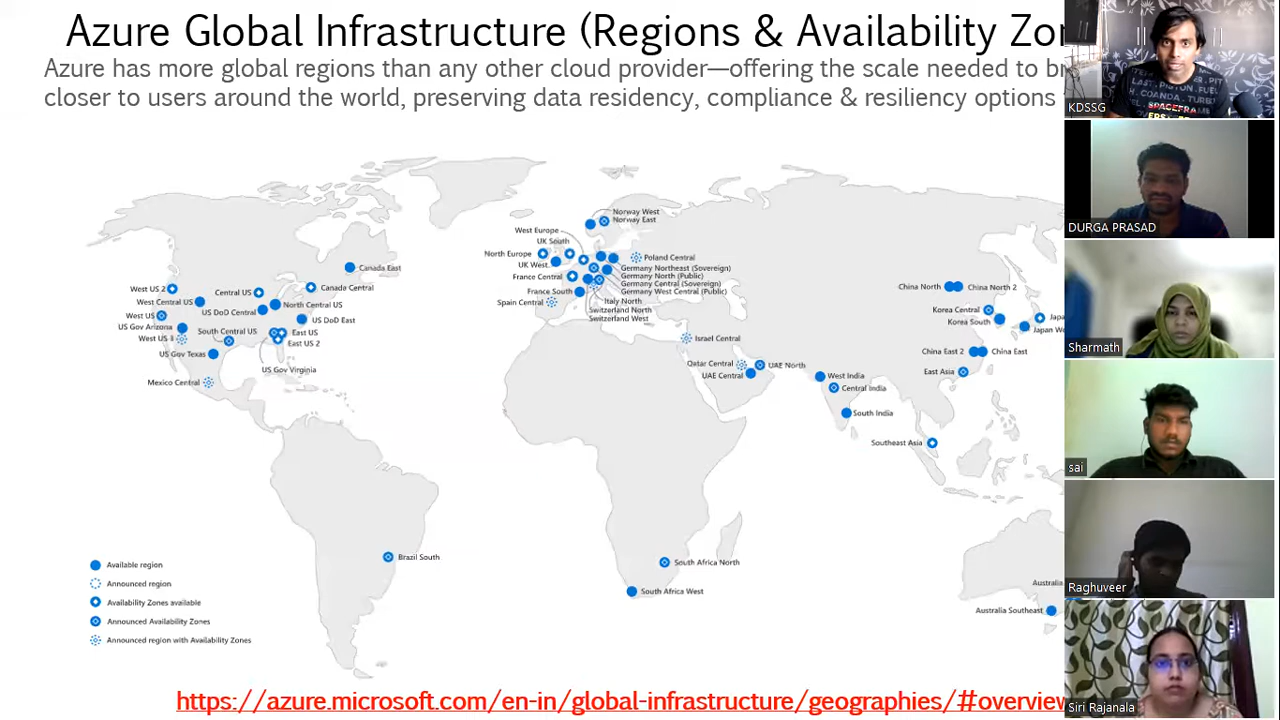 Azure Global Infrastructure (Regions & Availability Zon
Azure has more global regions than any other cloud provider—offering the scale needed to br
closer to users around the world, preserving data residency, compliance & resiliency options
Norway West
Norway East
West Europe
UK South
North Europe
UK West
Poland Central
Germany Northeast (Sovereign)
Germany North (Public)
Germany Central (Sovereign)
Germany West Central (Public)
France Central
France South
Spain Central
Italy North
Switzerland North
Switzerland West
Canada East
Canada Central
West US 2
Central US
West Central US
North Central US
US DoD Central
West US
US DoD East
US Gov Arizona
South Central US
East US
West US 3
East US 2
US Gov Texas
US Gov Virginia
Mexico Central
Israel Central
Qatar Central
UAE North
UAE Central
West India
Central India
South India
China North
China North 2
Korea Central
Korea South
Japa
Japan W
China East 2
China East
East Asia
Southeast Asia
Brazil South
South Africa North
South Africa West
Australia
Australia Southeast
Available region
Announced region
Availability Zones available
Announced Availability Zones
Announced region with Availability Zones
https://azure.microsoft.com/en-in/global-infrastructure/geographies/#overview
KDSSG
DURGA PRASAD
Sharmath
sai
Raghuveer
Siri Rajanala